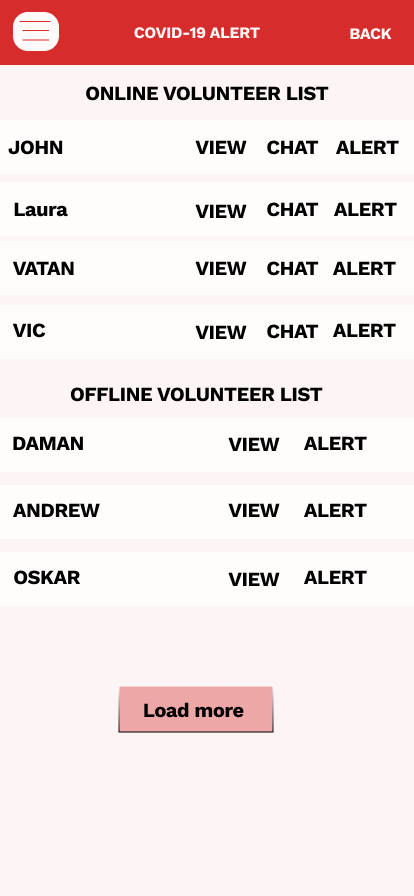 COVID-19 ALERT BACK
ONLINE VOLUNTEER LIST
JOHN VIEW CHAT ALERT
Laura VIEW CHAT ALERT
VATAN VIEW CHAT ALERT
VIC VIEW CHAT ALERT
OFFLINE VOLUNTEER LIST
DAMAN VIEW ALERT
ANDREW VIEW ALERT
OSKAR VIEW ALERT
Load more